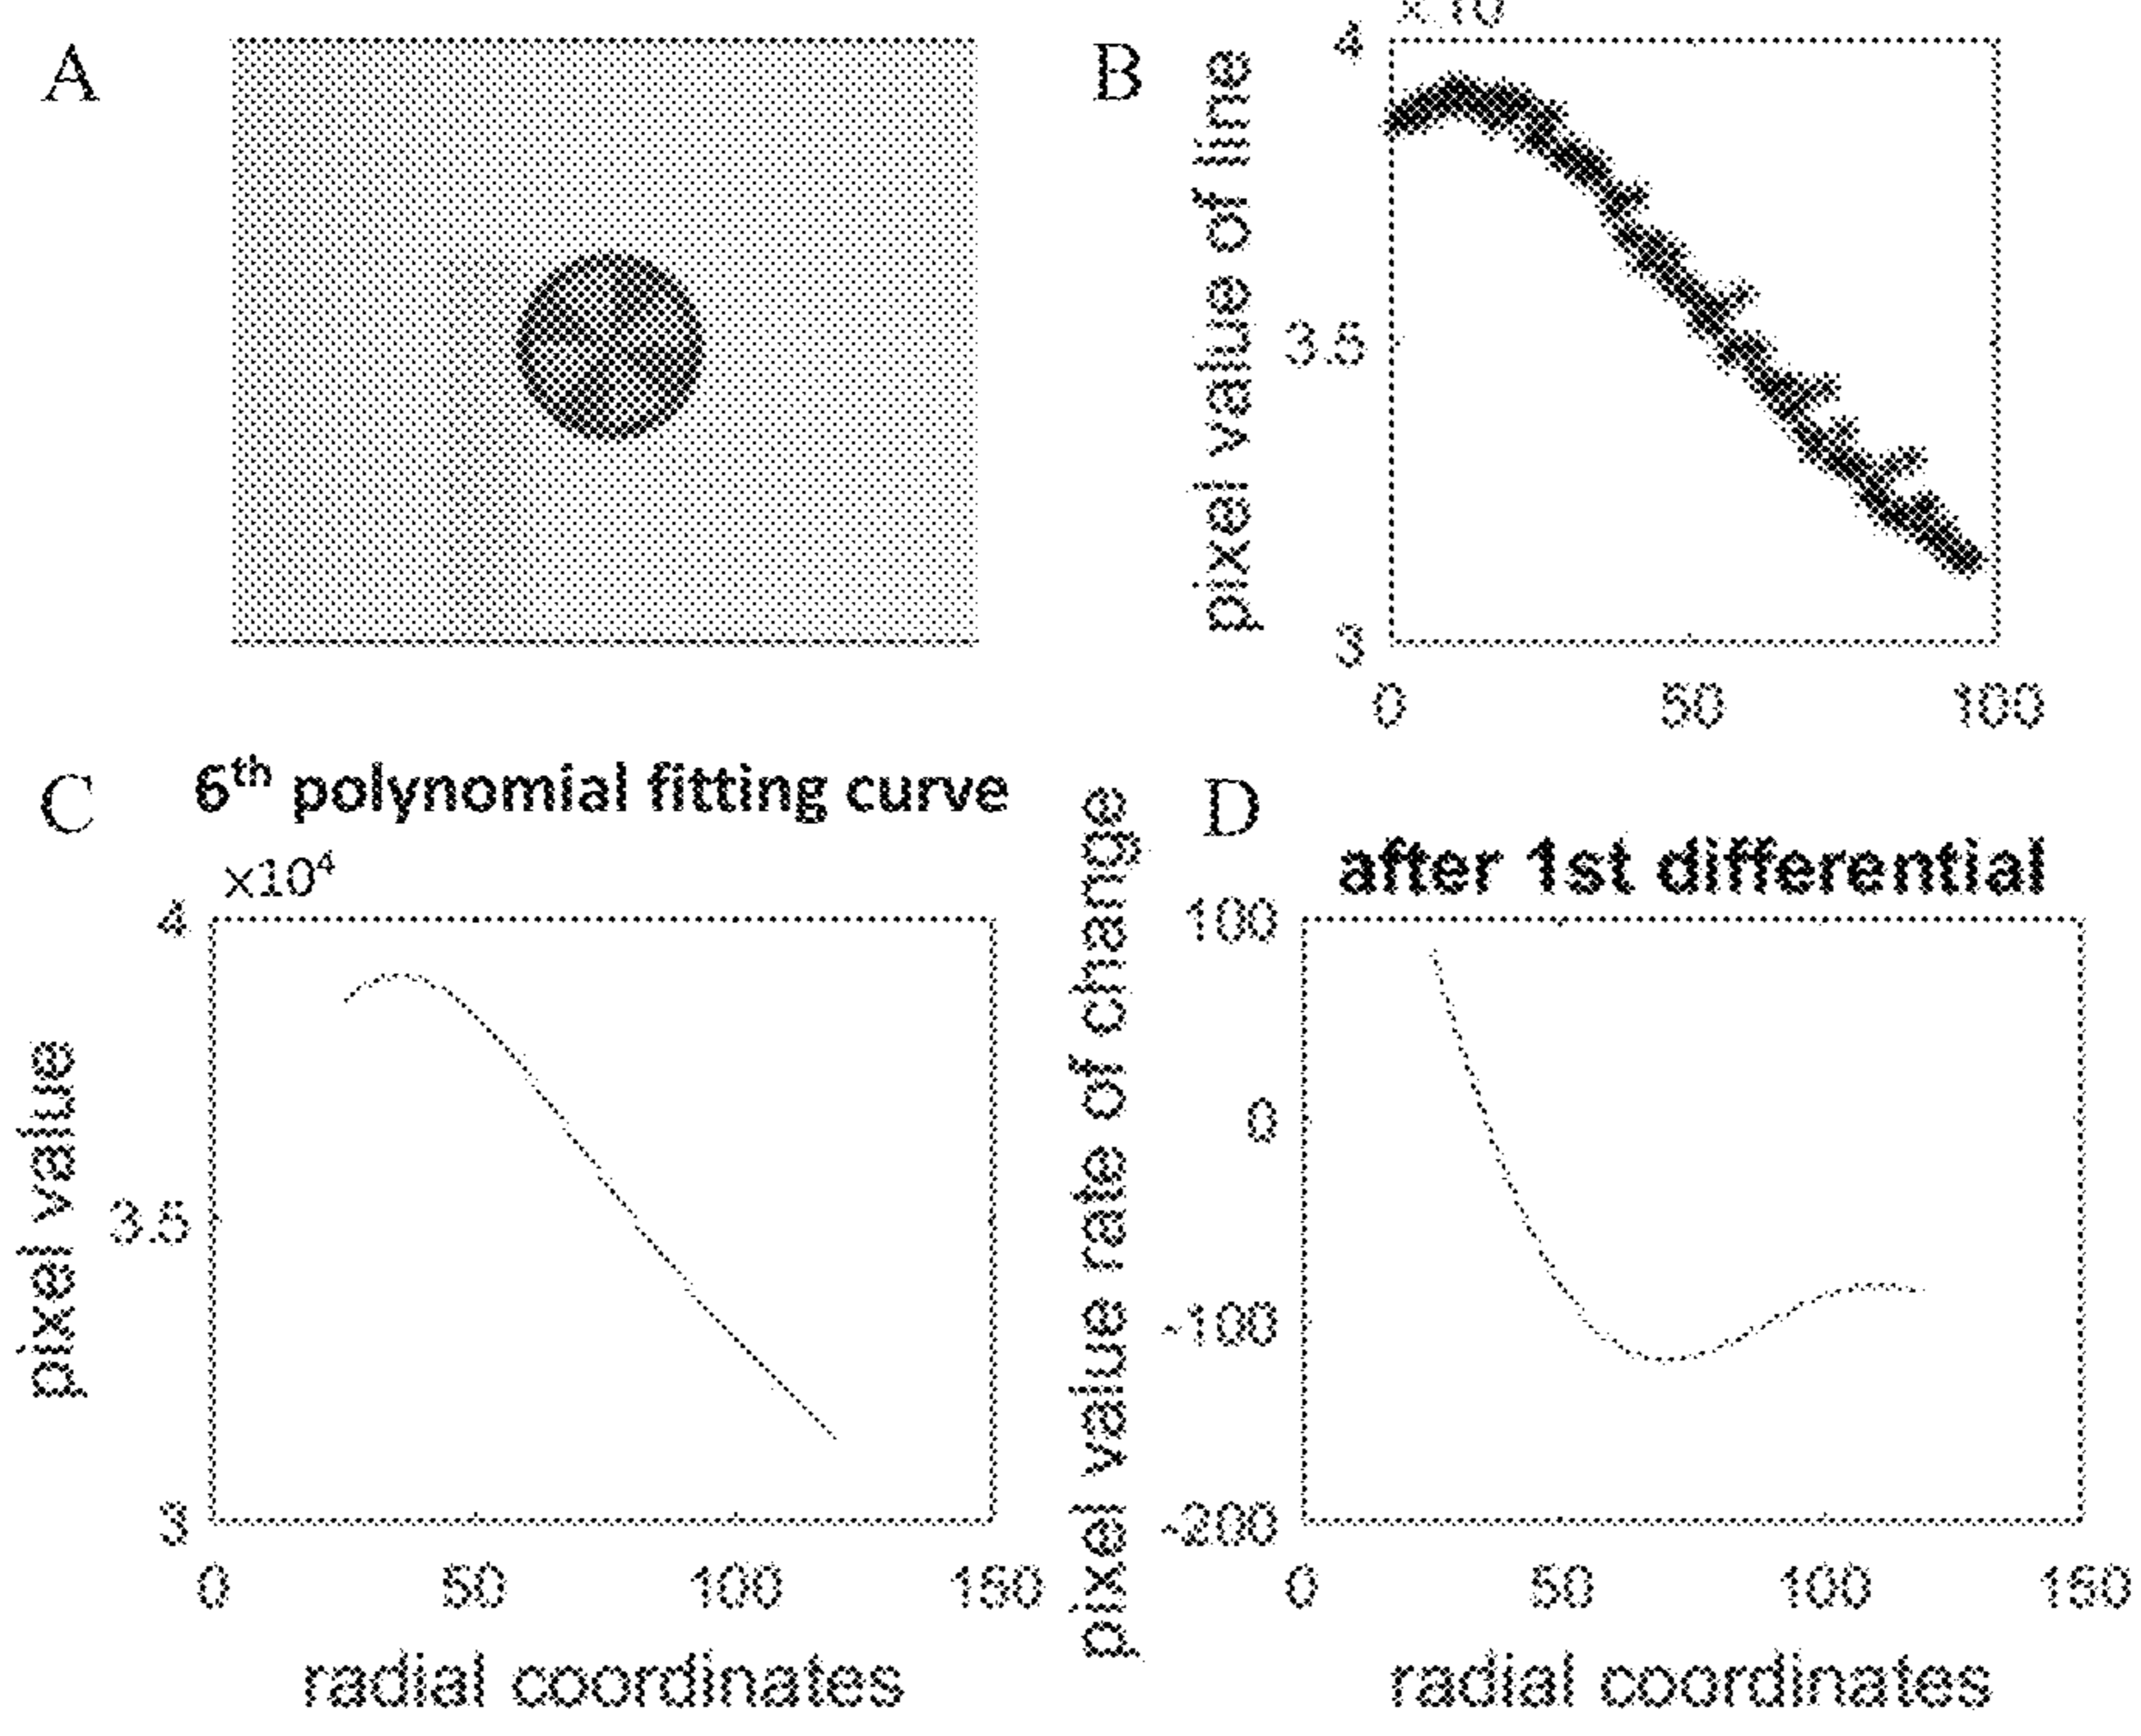 A
B
×10
4
pixel value of line
3.5
3
0 50 100
C
6th polynomial fitting curve
×10⁴
4
pixel value
3.5
3
0 50 100 150
radial coordinates
D
after 1st differential
100
pixel value rate of change
0
-100
-200
0 50 100 150
radial coordinates